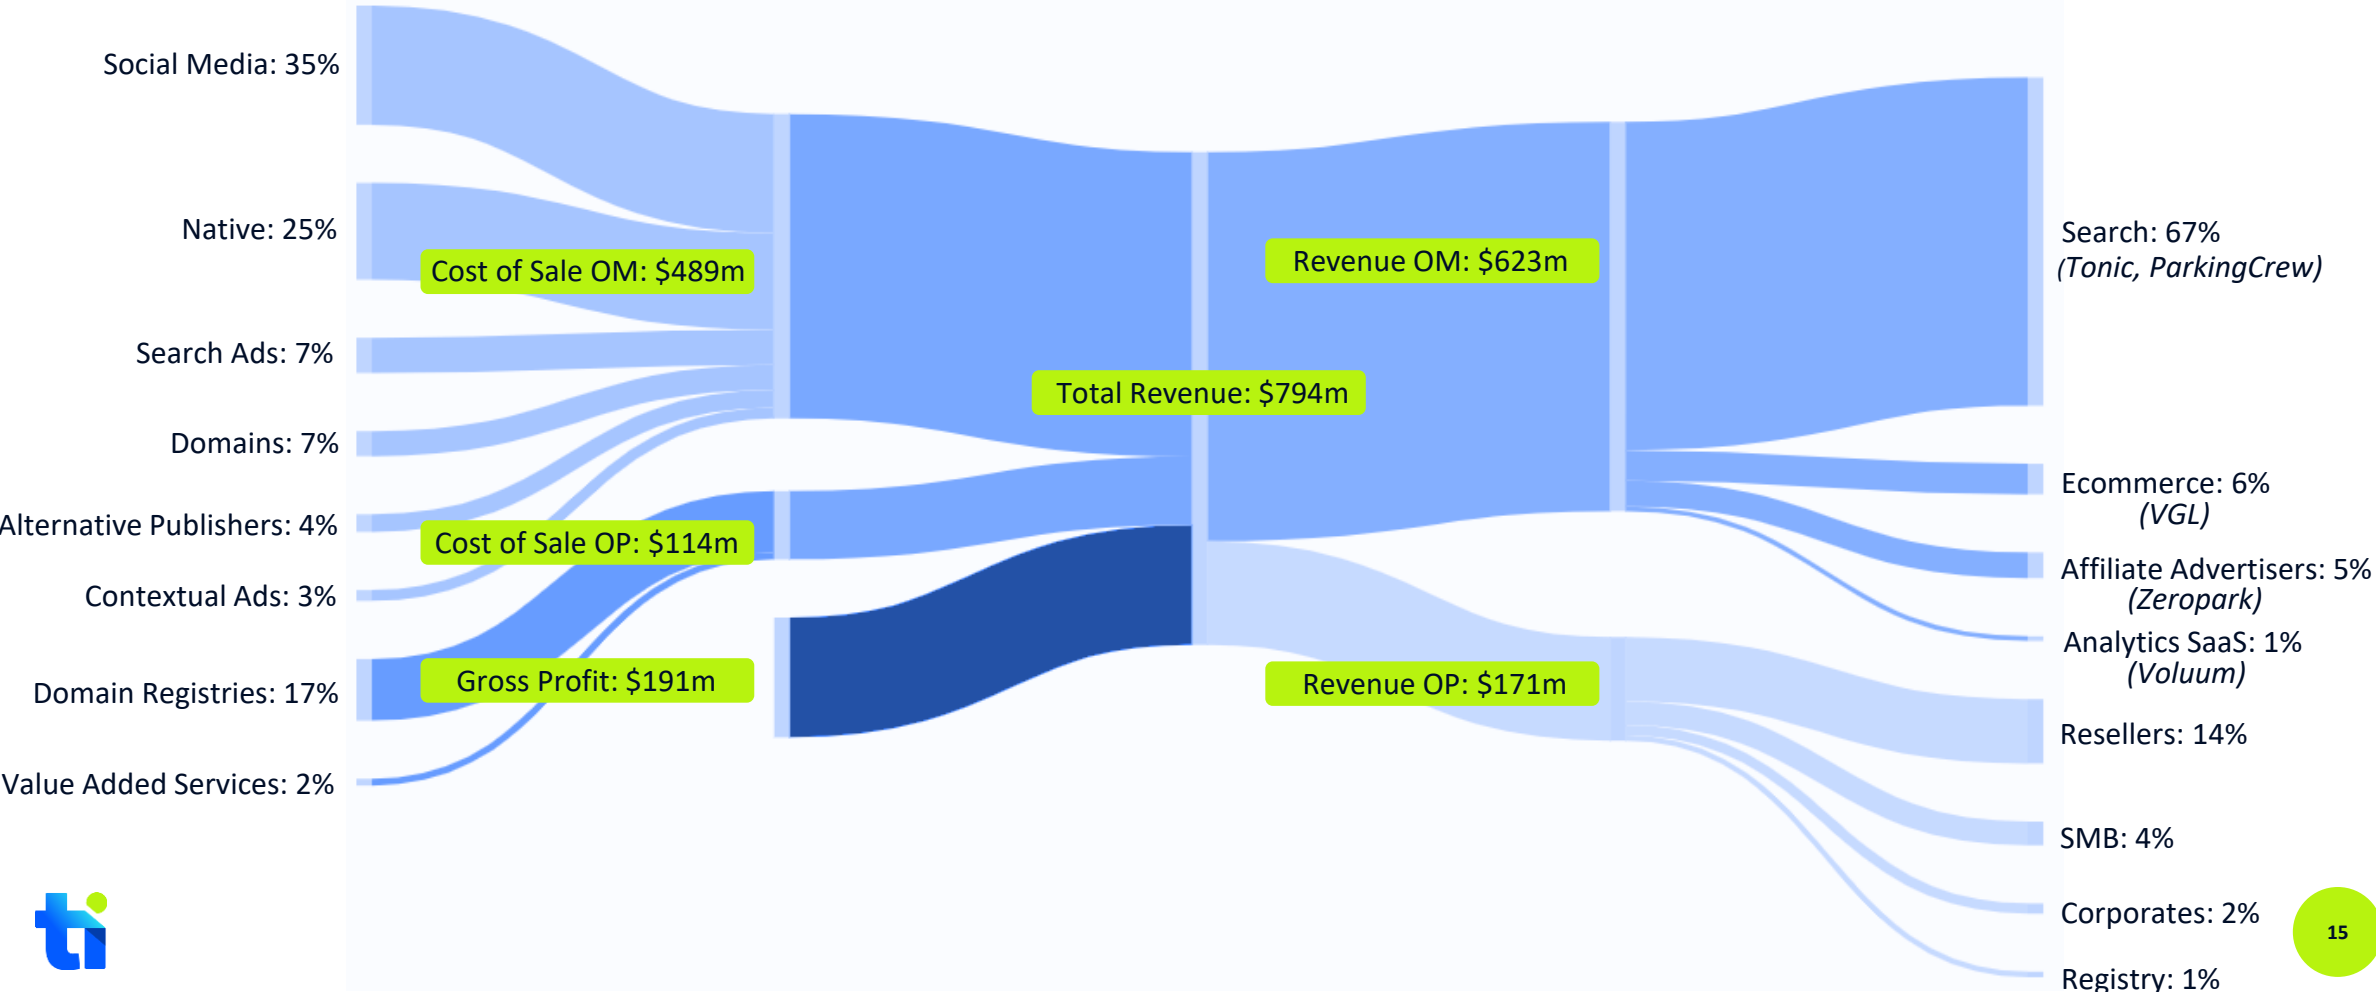 Social Media: 35%
Native: 25%
Search Ads: 7%
Domains: 7%
Alternative Publishers: 4%
Contextual Ads: 3%
Domain Registries: 17%
Value Added Services: 2%
Cost of Sale OM: $489m
Cost of Sale OP: $114m
Gross Profit: $191m
Total Revenue: $794m
Revenue OM: $623m
Revenue OP: $171m
Search: 67%
(Tonic, ParkingCrew)
Ecommerce: 6%
(VGL)
Affiliate Advertisers: 5%
(Zeropark)
Analytics SaaS: 1%
(Voluum)
Resellers: 14%
SMB: 4%
Corporates: 2%
Registry: 1%
ti
15